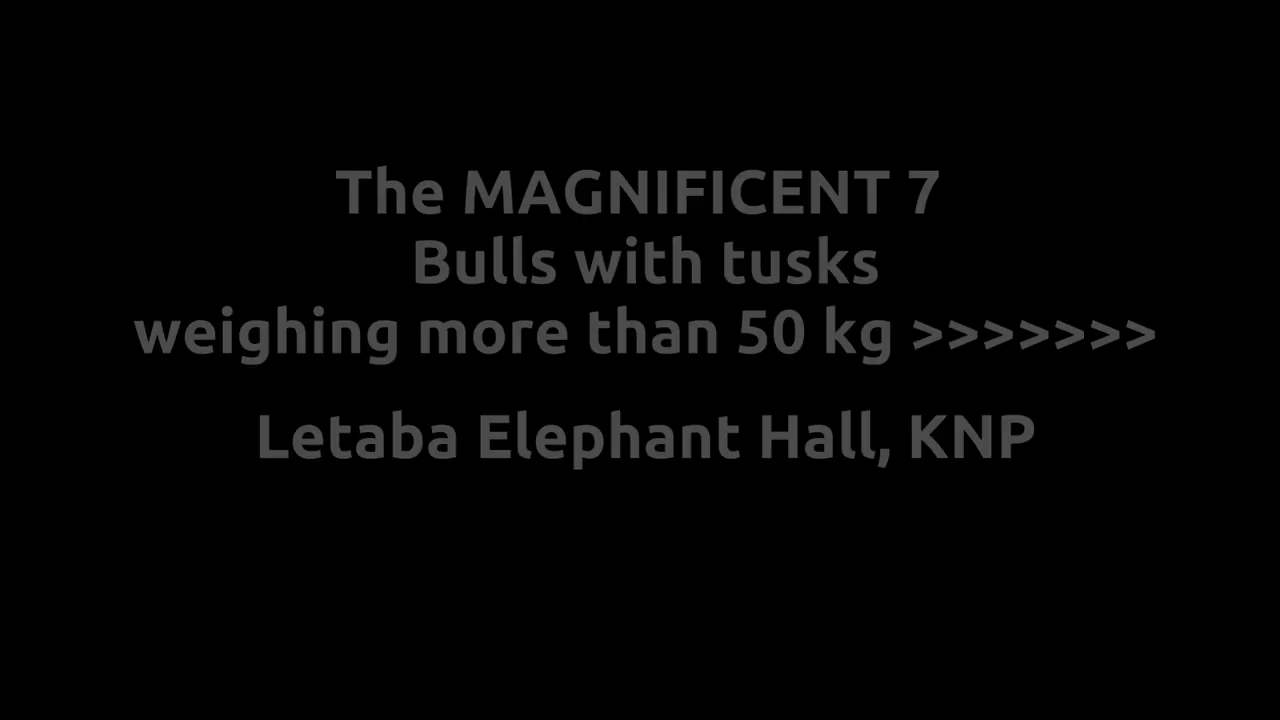 The MAGNIFICENT 7
Bulls with tusks
weighing more than 50 kg >>>>>>>
Letaba Elephant Hall, KNP